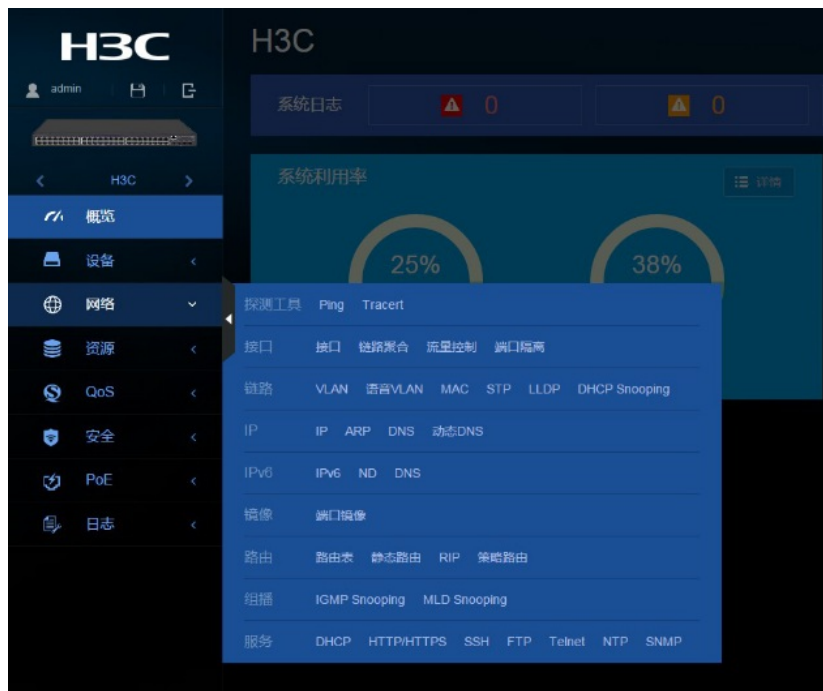 H3C
admin
H3C
概览
设备
网络
资源
QoS
安全
PoE
日志
H3C
系统日志 0 0
系统利用率 详情
25% 38%
探测工具 Ping Tracert
接口 接口 链路聚合 流量控制 端口隔离
链路 VLAN 语音VLAN MAC STP LLDP DHCP Snooping
IP IP ARP DNS 动态DNS
IPv6 IPv6 ND DNS
镜像 端口镜像
路由 路由表 静态路由 RIP 策略路由
组播 IGMP Snooping MLD Snooping
服务 DHCP HTTP/HTTPS SSH FTP Telnet NTP SNMP